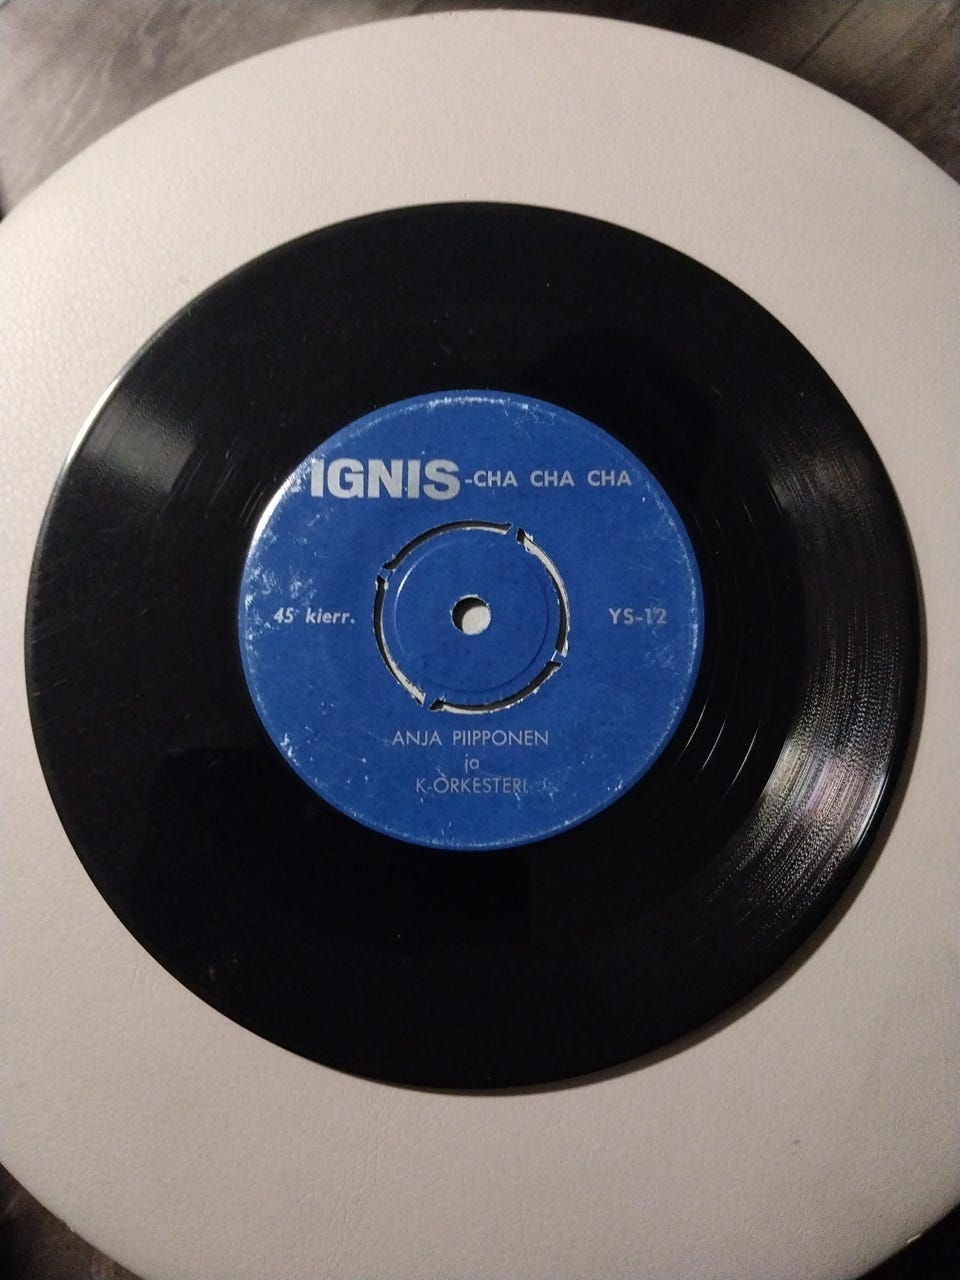 IGNIS-CHA CHA CHA
45 kierr.
YS-12
ANJA PIIPPONEN
ja
K-ORKESTERI